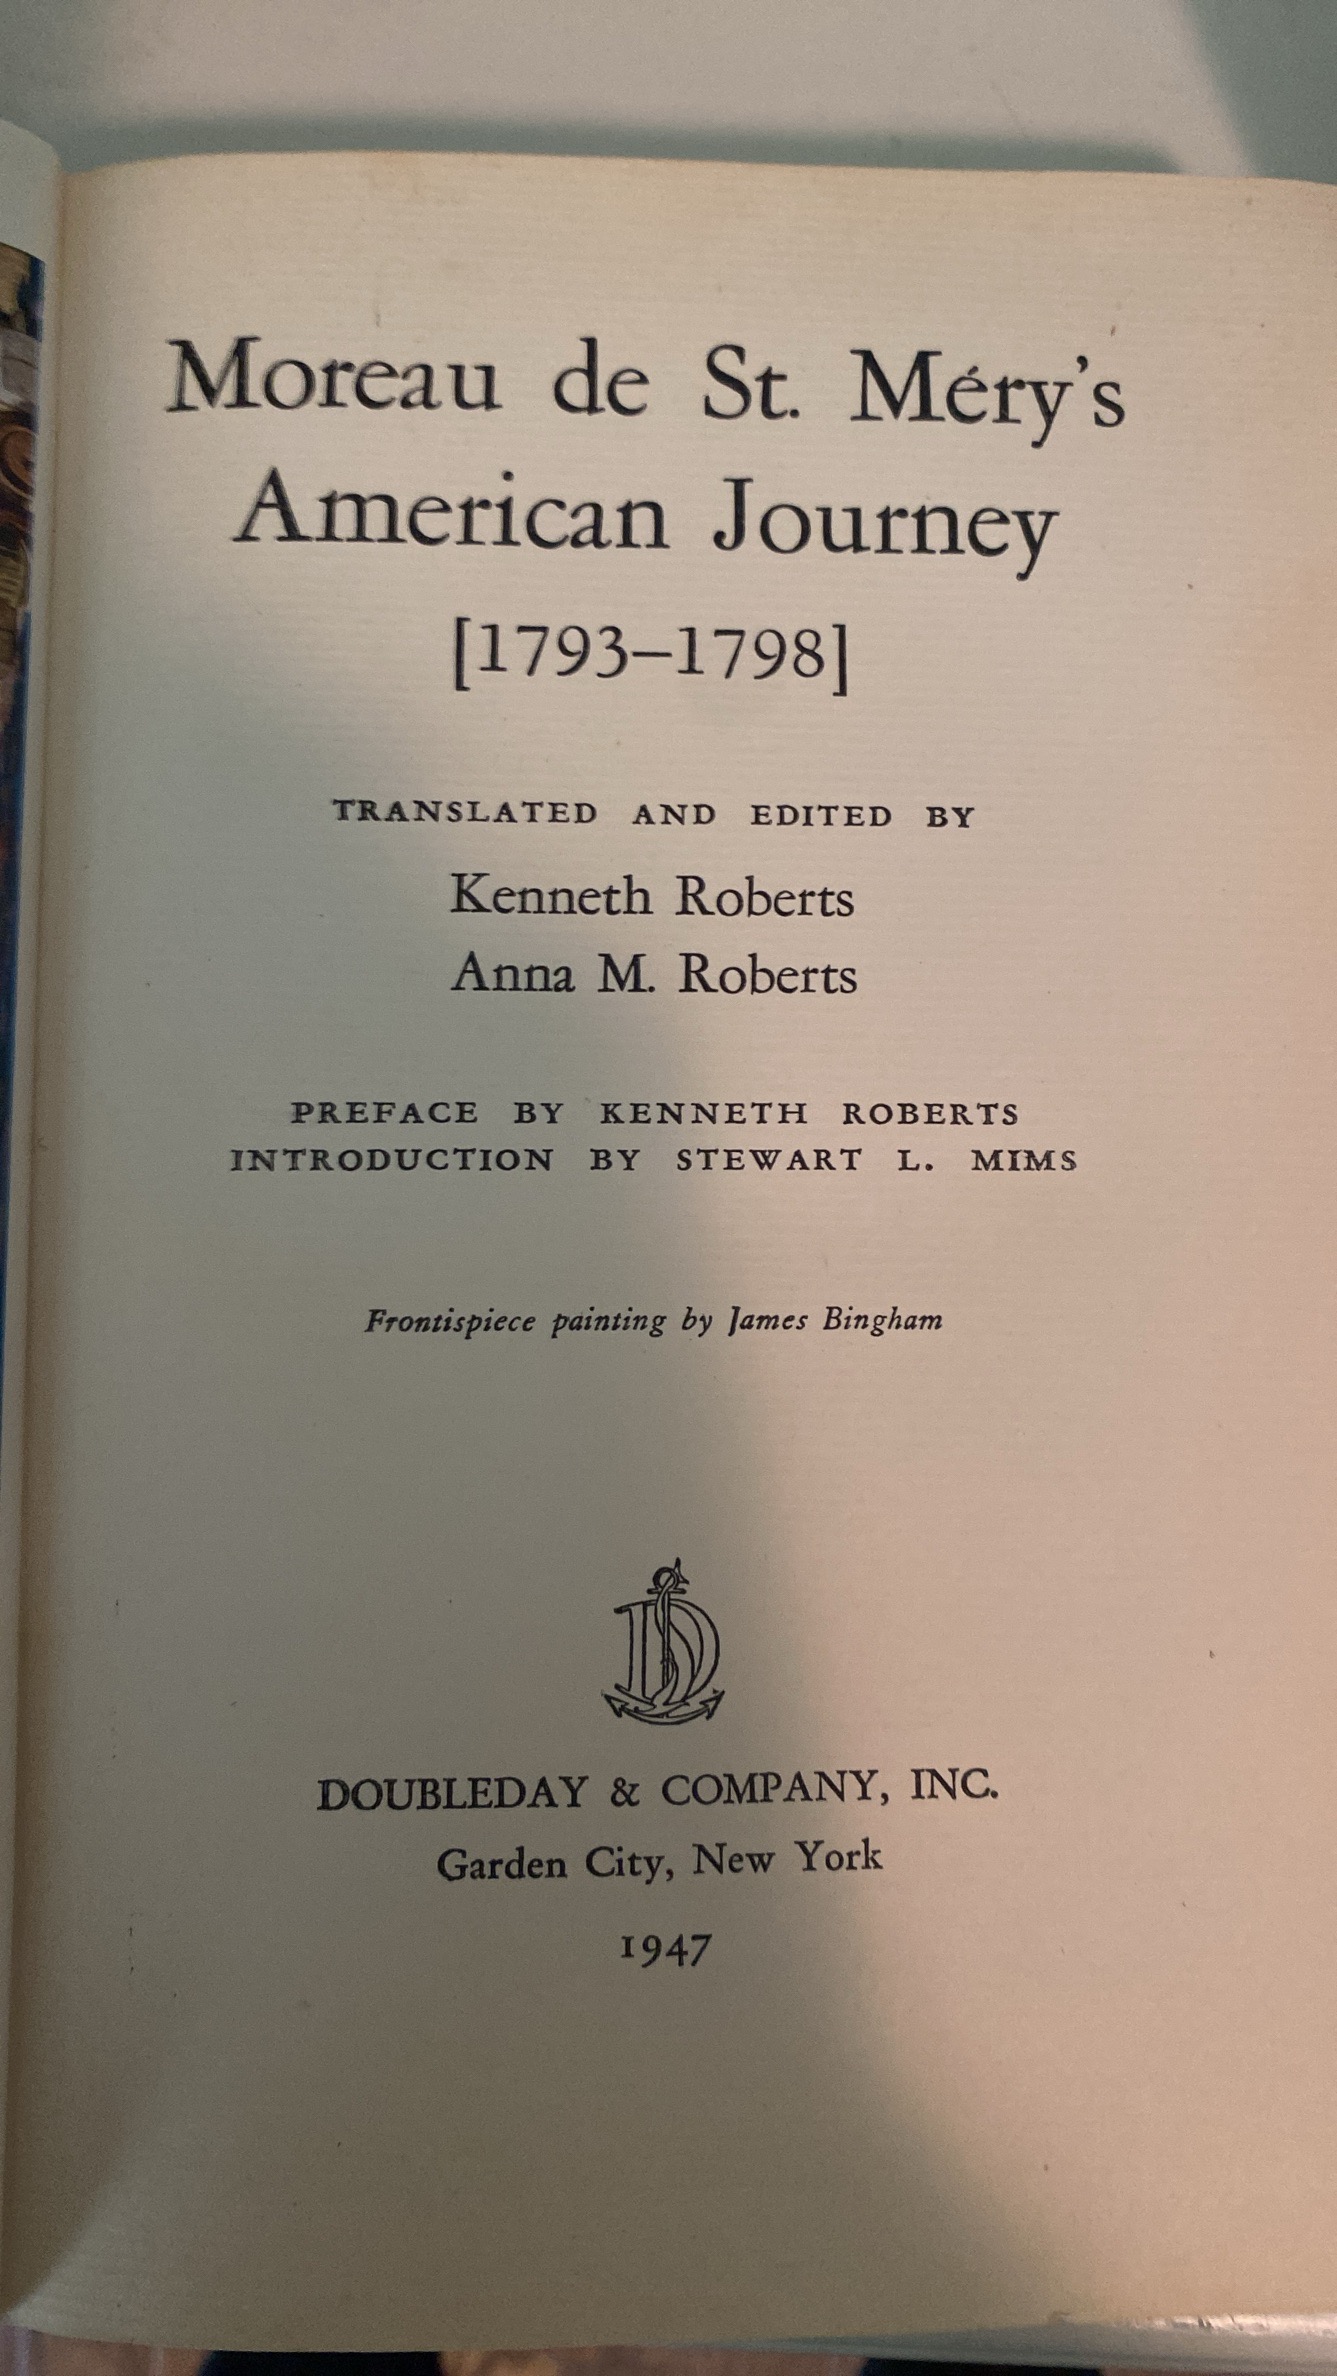 Moreau de St. Méry's
American Journey
[1793–1798]
TRANSLATED AND EDITED BY
Kenneth Roberts
Anna M. Roberts
PREFACE BY KENNETH ROBERTS
INTRODUCTION BY STEWART L. MIMS
Frontispiece painting by James Bingham
D
DOUBLEDAY & COMPANY, INC.
Garden City, New York
1947